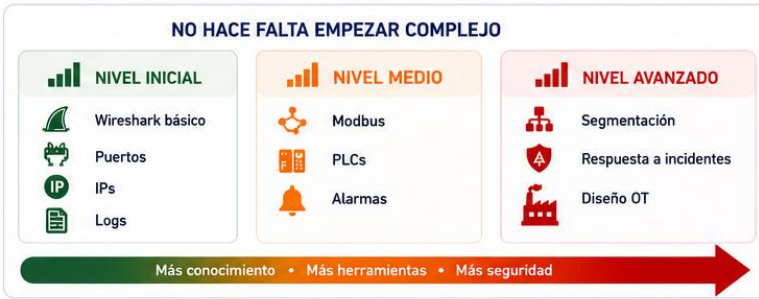 NO HACE FALTA EMPEZAR COMPLEJO
NIVEL INICIAL
Wireshark básico
Puertos
IP
IPs
Logs
NIVEL MEDIO
Modbus
F
PLCs
Alarmas
NIVEL AVANZADO
Segmentación
Respuesta a incidentes
Diseño OT
Más conocimiento • Más herramientas • Más seguridad